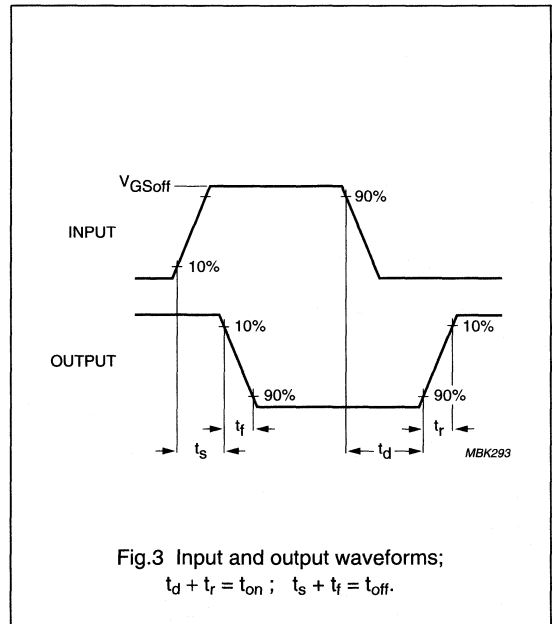 VGSoff
INPUT
90%
10%
OUTPUT
10%
10%
90%
90%
tf
tr
ts
td
MBK293
Fig.3 Input and output waveforms;
td + tr = ton ; ts + tf = toff.